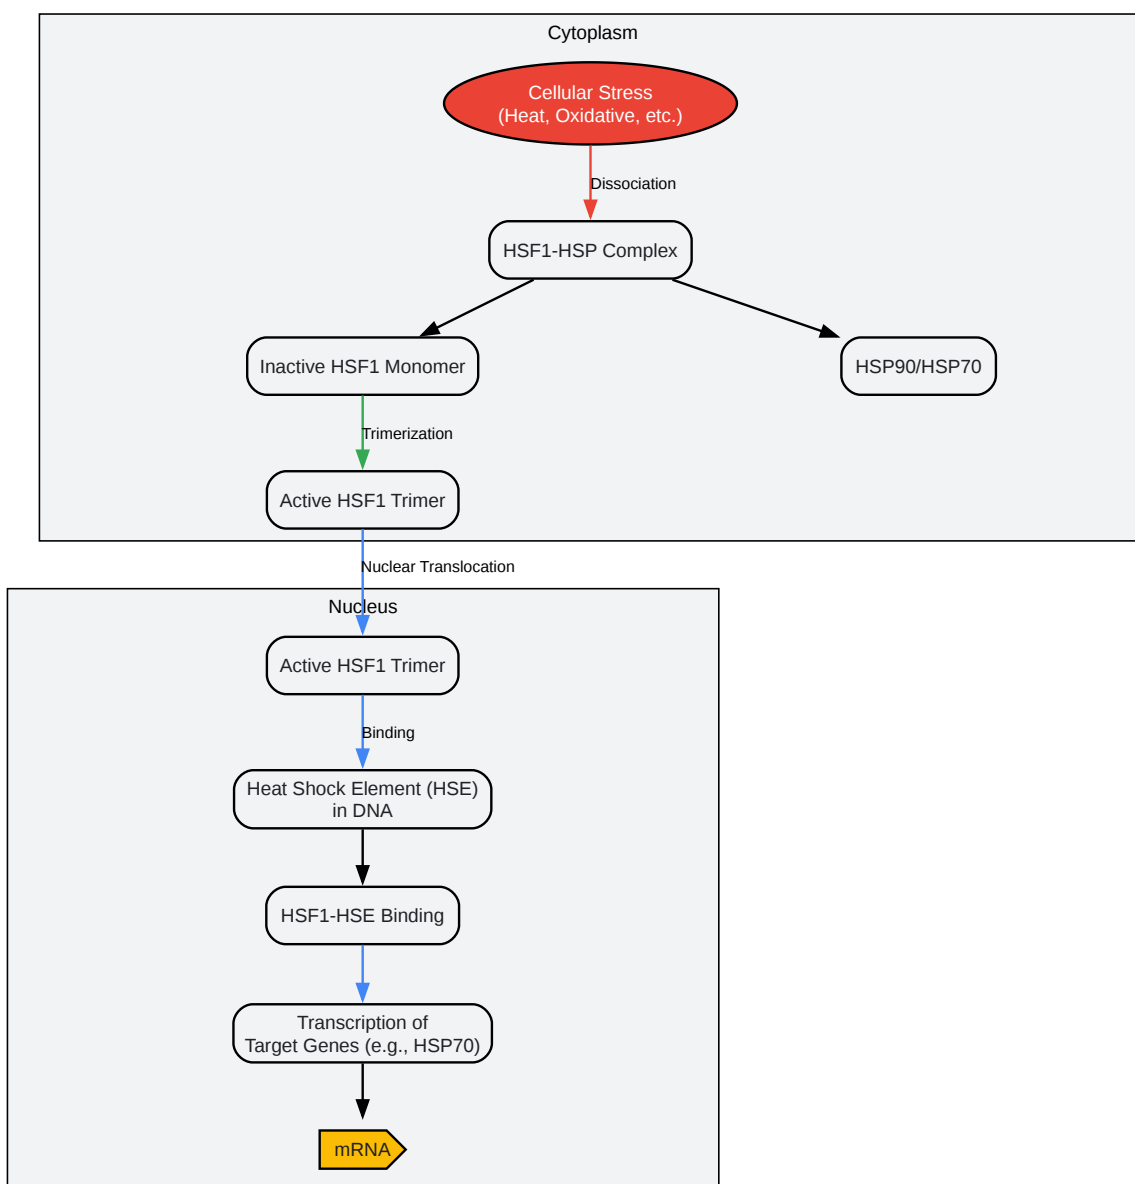 Cytoplasm
Cellular Stress
(Heat, Oxidative, etc.)
Dissociation
HSF1-HSP Complex
Inactive HSF1 Monomer
HSP90/HSP70
Trimerization
Active HSF1 Trimer
Nuclear Translocation
Nucleus
Active HSF1 Trimer
Binding
Heat Shock Element (HSE)
in DNA
HSF1-HSE Binding
Transcription of
Target Genes (e.g., HSP70)
mRNA